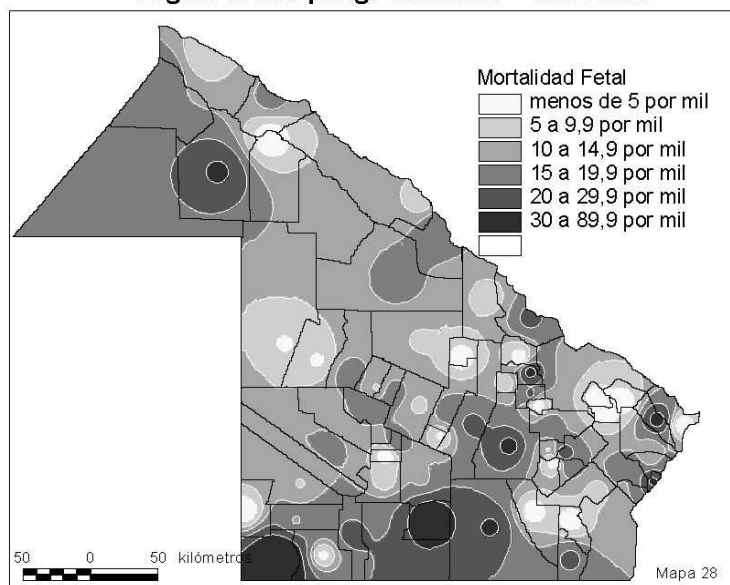 Mortalidad Fetal
menos de 5 por mil
5 a 9,9 por mil
10 a 14,9 por mil
15 a 19,9 por mil
20 a 29,9 por mil
30 a 89,9 por mil
50 0 50 kilómetros
Mapa 28